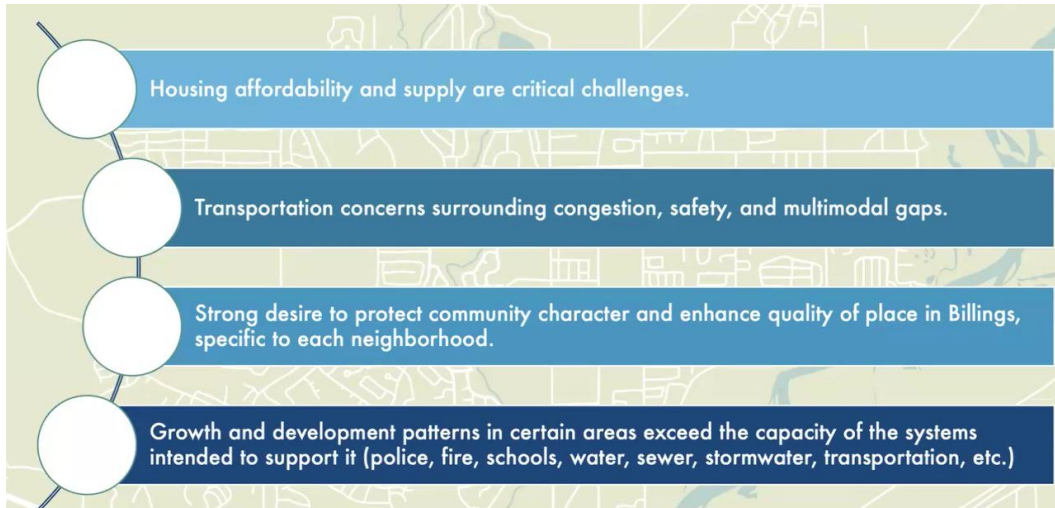 Housing affordability and supply are critical challenges.
Transportation concerns surrounding congestion, safety, and multimodal gaps.
Strong desire to protect community character and enhance quality of place in Billings,
specific to each neighborhood.
Growth and development patterns in certain areas exceed the capacity of the systems
intended to support it (police, fire, schools, water, sewer, stormwater, transportation, etc.)